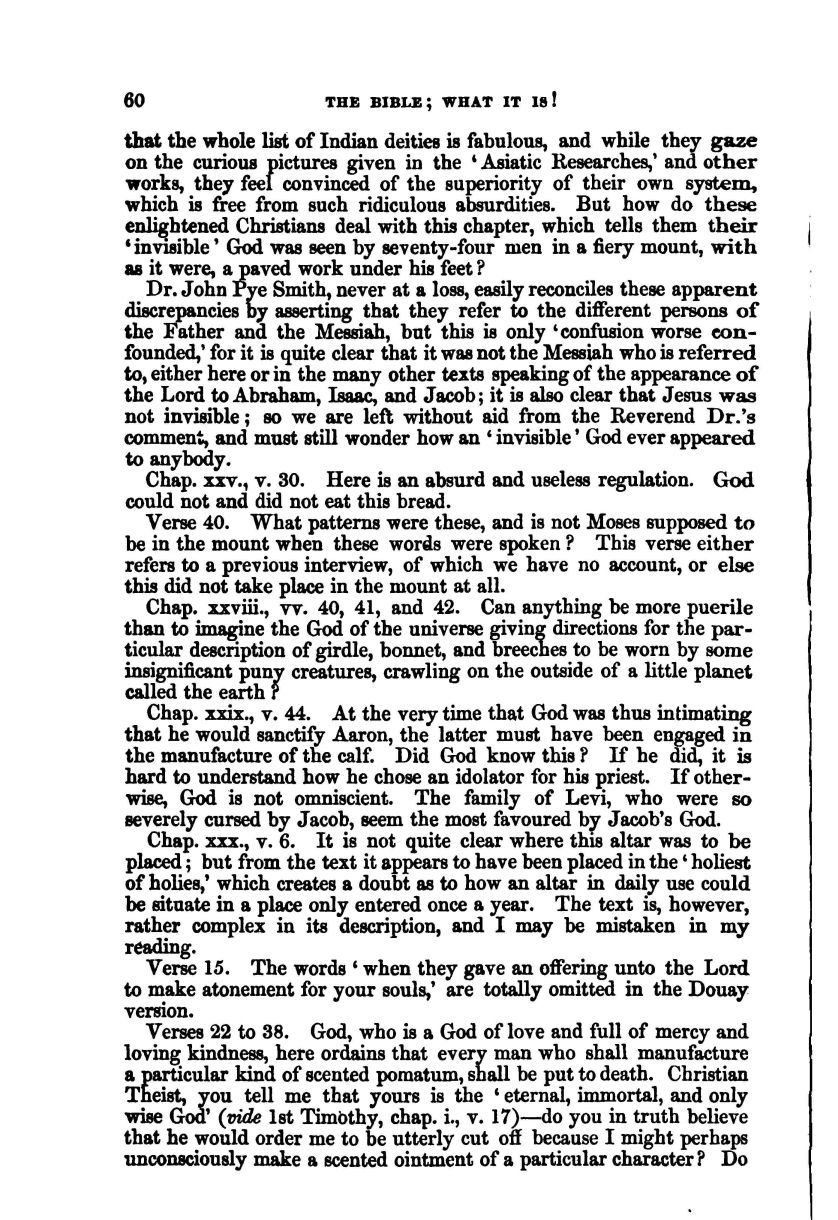 60 THE BIBLE; WHAT IT IS!
that the whole list of Indian deities is fabulous, and while they gaze
on the curious pictures given in the ‘Asiatic Researches,’ and other
works, they feel convinced of the superiority of their own system,
which is free from such ridiculous absurdities. But how do these
enlightened Christians deal with this chapter, which tells them their
‘invisible’ God was seen by seventy-four men in a fiery mount, with
as it were, a paved work under his feet?
Dr. John Pye Smith, never at a loss, easily reconciles these apparent
discrepancies by asserting that they refer to the different persons of
the Father and the Messiah, but this is only ‘confusion worse con-
founded,’ for it is quite clear that it was not the Messiah who is referred
to, either here or in the many other texts speaking of the appearance of
the Lord to Abraham, Isaac, and Jacob; it is also clear that Jesus was
not invisible; so we are left without aid from the Reverend Dr.’s
comment, and must still wonder how an ‘invisible’ God ever appeared
to anybody.
Chap. xxv., v. 30. Here is an absurd and useless regulation. God
could not and did not eat this bread.
Verse 40. What patterns were these, and is not Moses supposed to
be in the mount when these words were spoken? This verse either
refers to a previous interview, of which we have no account, or else
this did not take place in the mount at all.
Chap. xxviii., vv. 40, 41, and 42. Can anything be more puerile
than to imagine the God of the universe giving directions for the par-
ticular description of girdle, bonnet, and breeches to be worn by some
insignificant puny creatures, crawling on the outside of a little planet
called the earth?
Chap. xxix., v. 44. At the very time that God was thus intimating
that he would sanctify Aaron, the latter must have been engaged in
the manufacture of the calf. Did God know this? If he did, it is
hard to understand how he chose an idolator for his priest. If other-
wise, God is not omniscient. The family of Levi, who were so
severely cursed by Jacob, seem the most favoured by Jacob’s God.
Chap. xxx., v. 6. It is not quite clear where this altar was to be
placed; but from the text it appears to have been placed in the ‘holiest
of holies,’ which creates a doubt as to how an altar in daily use could
be situate in a place only entered once a year. The text is, however,
rather complex in its description, and I may be mistaken in my
reading.
Verse 15. The words ‘when they gave an offering unto the Lord
to make atonement for your souls,’ are totally omitted in the Douay
version.
Verses 22 to 38. God, who is a God of love and full of mercy and
loving kindness, here ordains that every man who shall manufacture
a particular kind of scented pomatum, shall be put to death. Christian
Theist, you tell me that yours is the ‘eternal, immortal, and only
wise God’ (vide 1st Timothy, chap. i., v. 17)—do you in truth believe
that he would order me to be utterly cut off because I might perhaps
unconsciously make a scented ointment of a particular character? Do